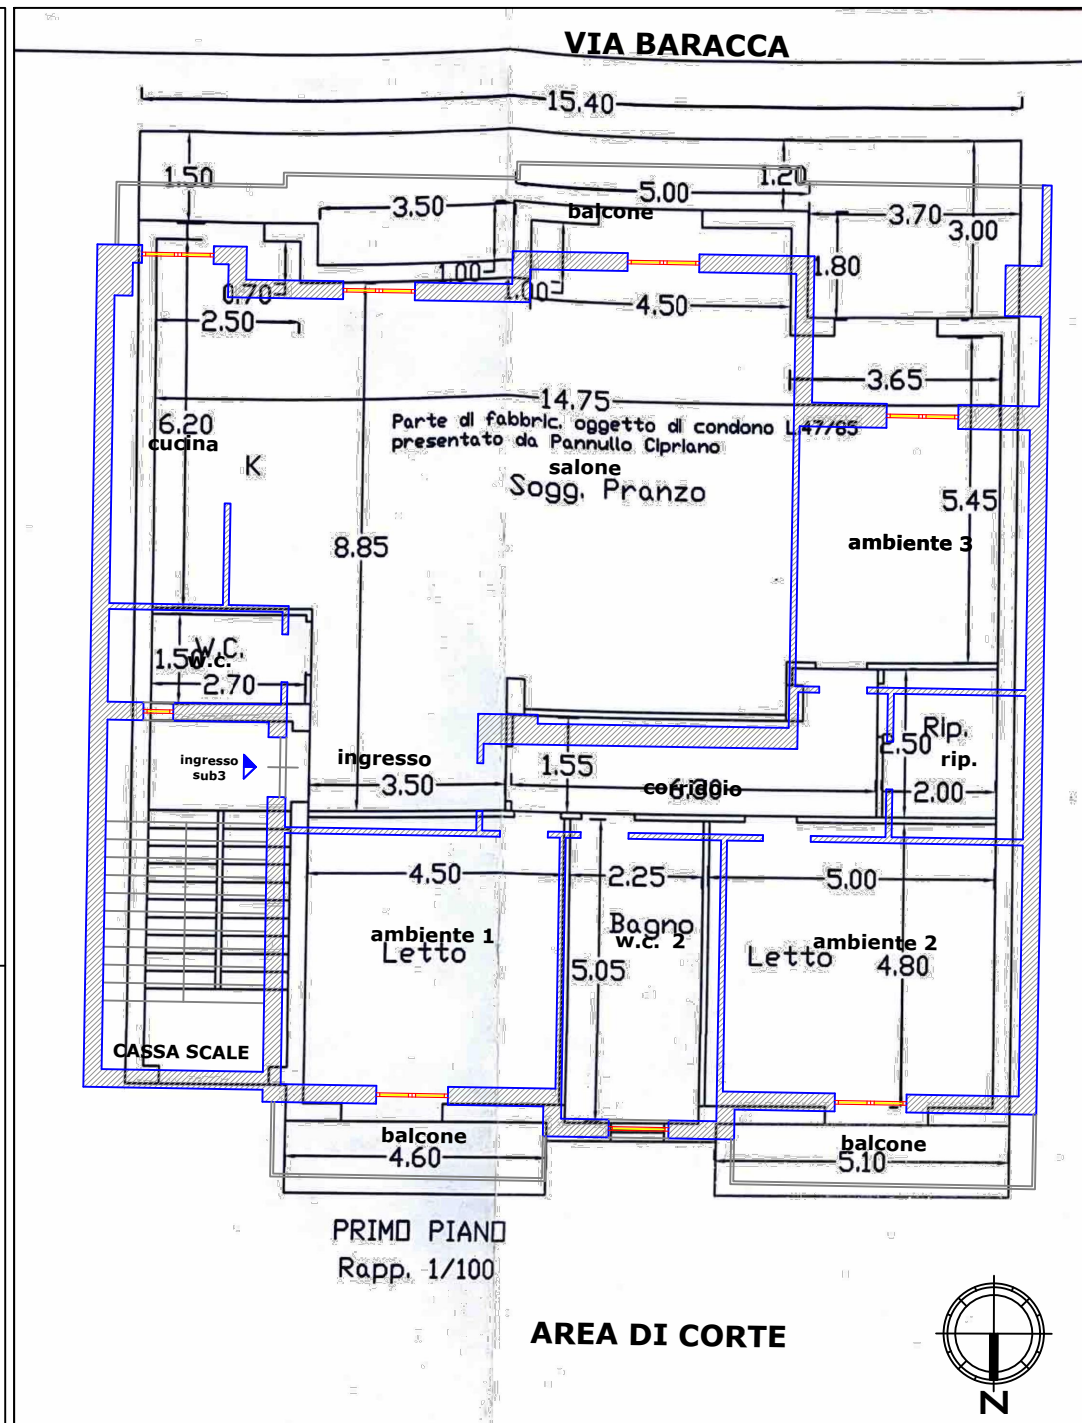 VIA BARACCA
15.40
1.50
1.20
5.00
3.50
balcone
3.70
3.00
1.00
1.80
0.70
1.00
2.50
4.50
3.65
14.75
6.20
Parte di fabbric. oggetto di condono L.47/85
cucina
presentato da Pannullo Cipriano
K
salone
Sogg. Pranzo
5.45
8.85
ambiente 3
W.C.
1.50
w.c.
2.70
Rip.
2.50
rip.
ingresso
ingresso
sub3
1.55
3.50
corridoio
6.30
2.00
4.50
2.25
5.00
Bagno
ambiente 1
w.c. 2
ambiente 2
Letto
Letto
5.05
4.80
CASSA SCALE
balcone
balcone
4.60
5.10
PRIMO PIANO
Rapp. 1/100
AREA DI CORTE
N